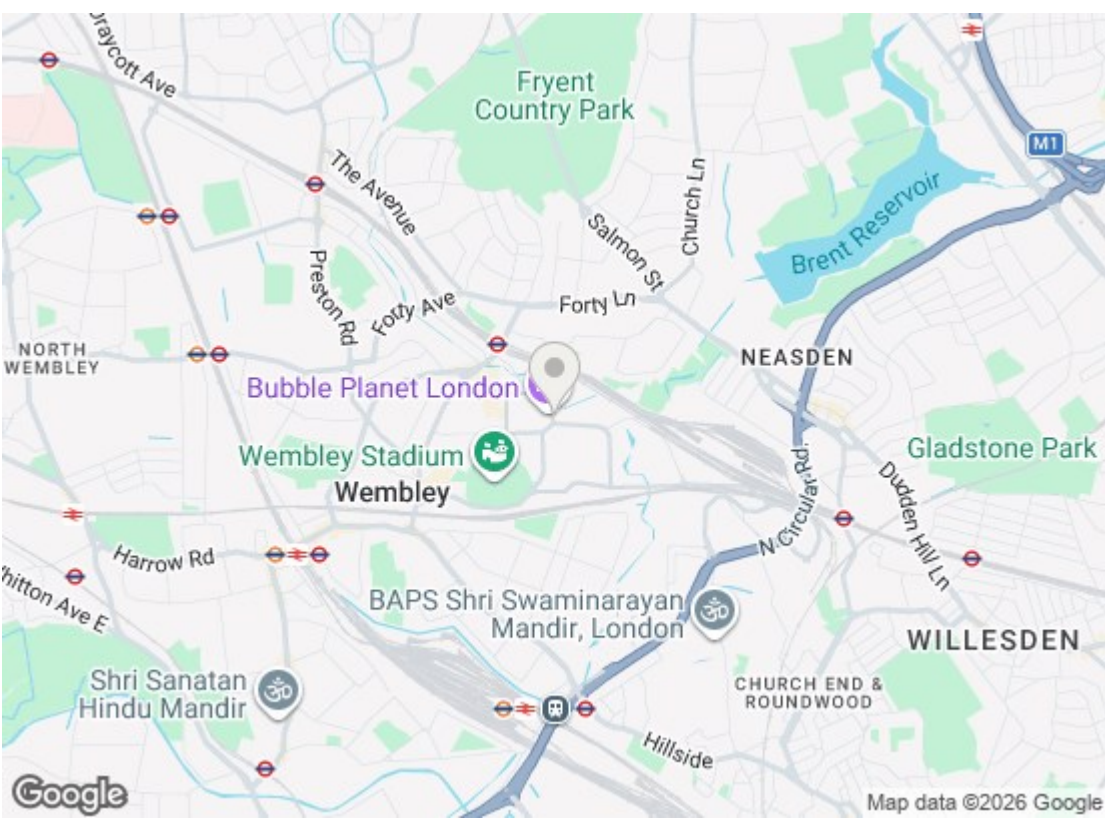 Draycott Ave
Fryent
Country Park
M1
The Avenue
Church Ln
Brent Reservoir
Salmon St
Preston Rd
Forty Ave
Forty Ln
NORTH
WEMBLEY
NEASDEN
Bubble Planet London
Wembley Stadium
Wembley
Gladstone Park
N Circular Rd.
Dudden Hill Ln
Harrow Rd
Whitton Ave E
BAPS Shri Swaminarayan
Mandir, London
WILLESDEN
Shri Sanatan
Hindu Mandir
CHURCH END &
ROUNDWOOD
Hillside
Google
Map data ©2026 Google